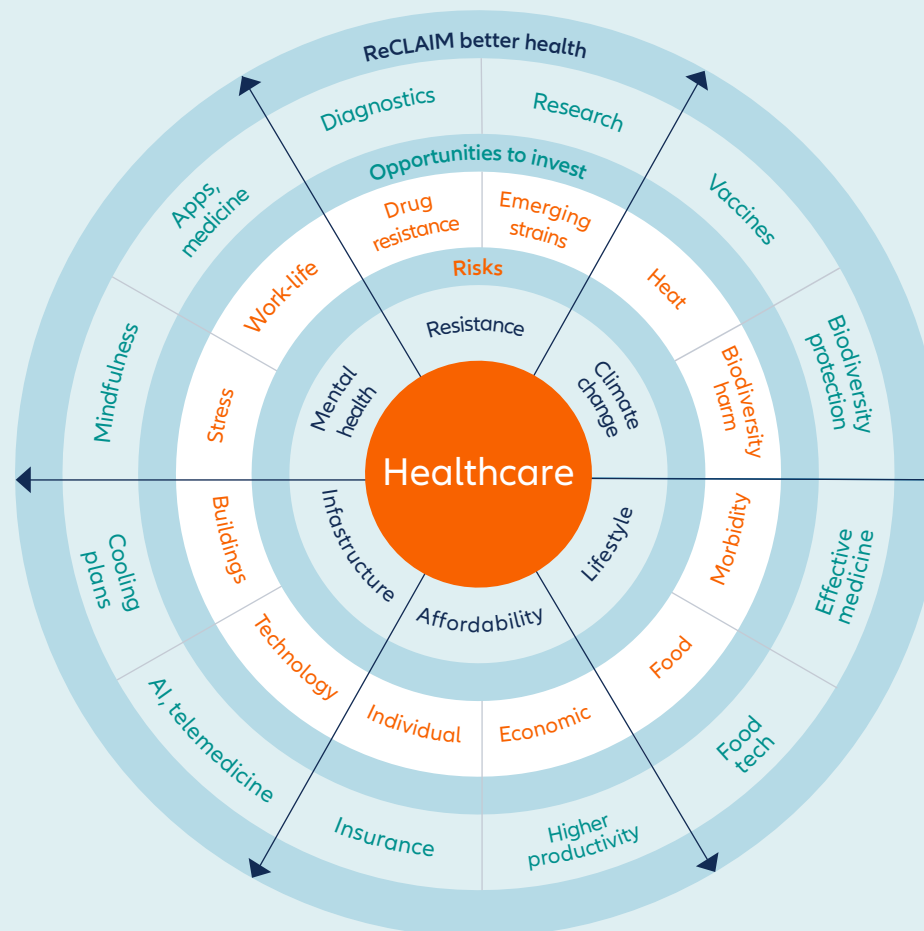 ReCLAIM better health
Diagnostics
Research
Vaccines
Biodiversity
protection
Effective
medicine
Food
tech
Higher
productivity
Insurance
AI, telemedicine
Cooling
plans
Mindfulness
Apps,
medicine
Opportunities to invest
Drug
resistance
Emerging
strains
Heat
Biodiversity
harm
Morbidity
Food
Economic
Individual
Technology
Buildings
Stress
Work-life
Risks
Resistance
Climate
change
Lifestyle
Affordability
Infastructure
Mental
health
Healthcare